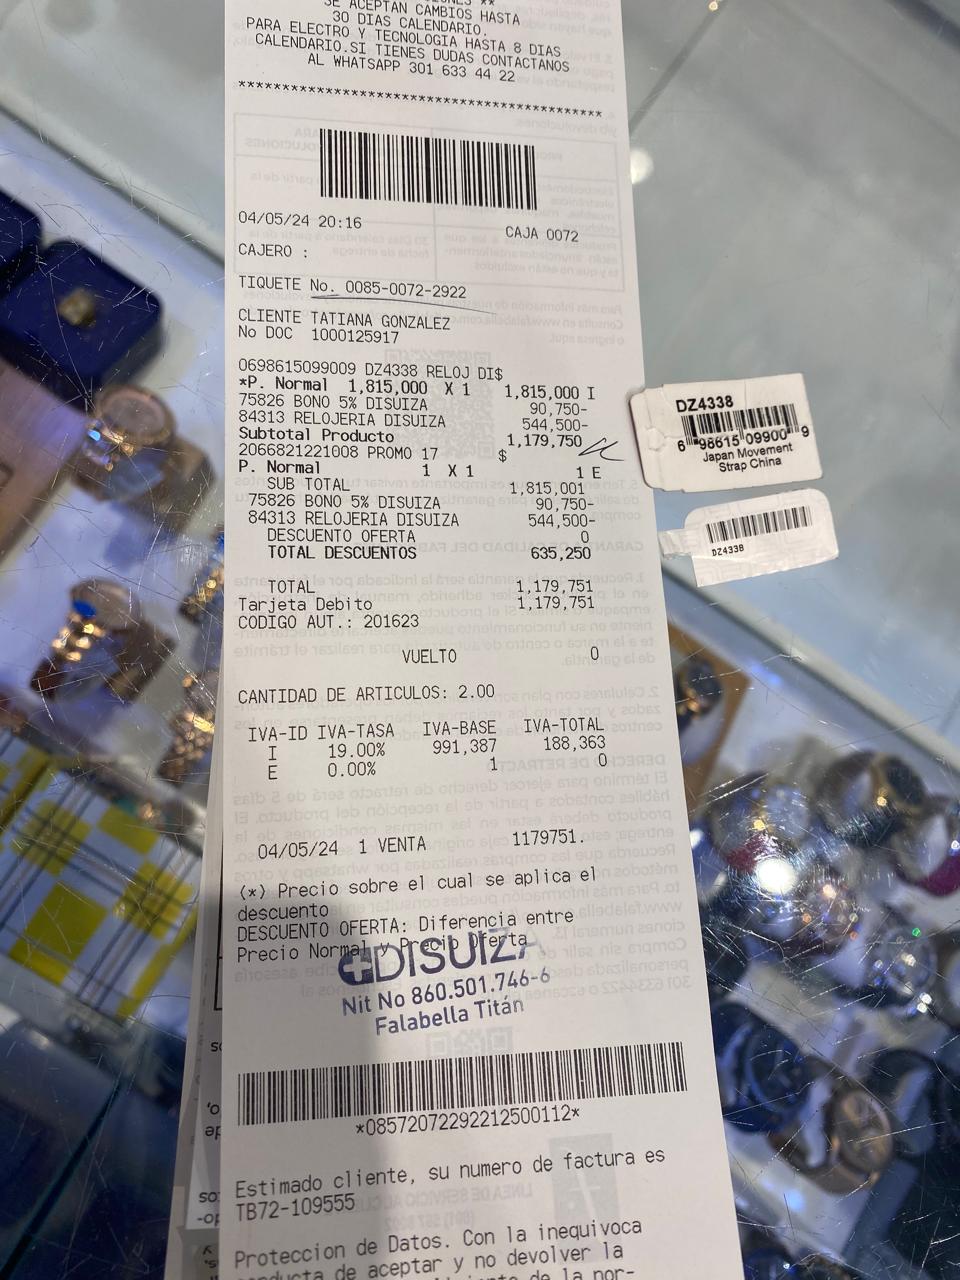 SE ACEPTAN CAMBIOS HASTA
30 DIAS CALENDARIO.
PARA ELECTRO Y TECNOLOGIA HASTA 8 DIAS
CALENDARIO.SI TIENES DUDAS CONTACTANOS
AL WHATSAPP 301 633 44 22
****************************************
04/05/24 20:16 CAJA 0072
CAJERO :
TIQUETE No. 0085-0072-2922
CLIENTE TATIANA GONZALEZ
No DOC 1000125917
0698615099009 DZ4338 RELOJ DI$
*P. Normal 1,815,000 X 1 1,815,000 I
75826 BONO 5% DISUIZA 90,750-
84313 RELOJERIA DISUIZA 544,500-
Subtotal Producto 1,179,750
2066821221008 PROMO 17 $
P. Normal 1 X 1 1 E
SUB TOTAL 1,815,001
75826 BONO 5% DISUIZA 90,750-
84313 RELOJERIA DISUIZA 544,500-
DESCUENTO OFERTA 0
TOTAL DESCUENTOS 635,250
TOTAL 1,179,751
Tarjeta Debito 1,179,751
CODIGO AUT.: 201623
VUELTO 0
CANTIDAD DE ARTICULOS: 2.00
IVA-ID IVA-TASA IVA-BASE IVA-TOTAL
I 19.00% 991,387 188,363
E 0.00% 1 0
04/05/24 1 VENTA 1179751.
(*) Precio sobre el cual se aplica el
descuento
DESCUENTO OFERTA: Diferencia entre
Precio Normal y Precio Oferta
DISUIZA
Nit No 860.501.746-6
Falabella Titán
*08572072292212500112*
Estimado cliente, su numero de factura es
TB72-109555
Proteccion de Datos. Con la inequivoca
conducta de aceptar y no devolver la
de la nor-
DZ4338
6 98615 09900 9
Japan Movement
Strap China
DZ4338